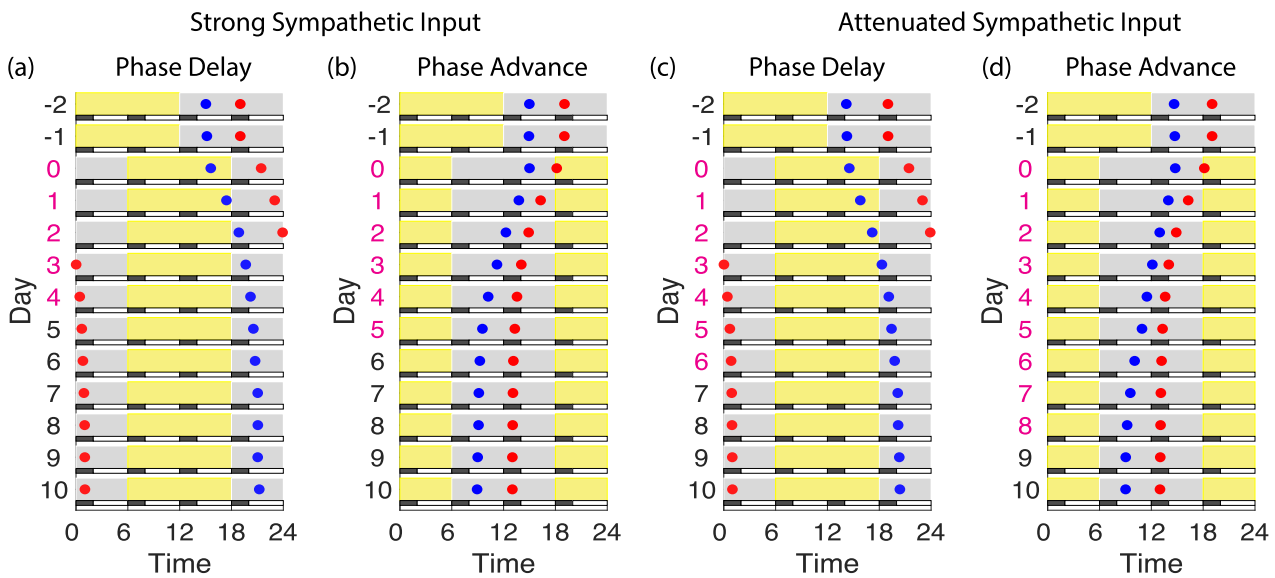 Strong Sympathetic Input
Attenuated Sympathetic Input
(a) Phase Delay
(b) Phase Advance
(c) Phase Delay
(d) Phase Advance
-2 -2 -2 -2
-1 -1 -1 -1
0 0 0 0
1 1 1 1
2 2 2 2
3 3 3 3
4 4 4 4
5 5 5 5
6 6 6 6
7 7 7 7
8 8 8 8
9 9 9 9
10 10 10 10
Day Day Day Day
0 6 12 18 24 0 6 12 18 24 0 6 12 18 24 0 6 12 18 24
Time Time Time Time